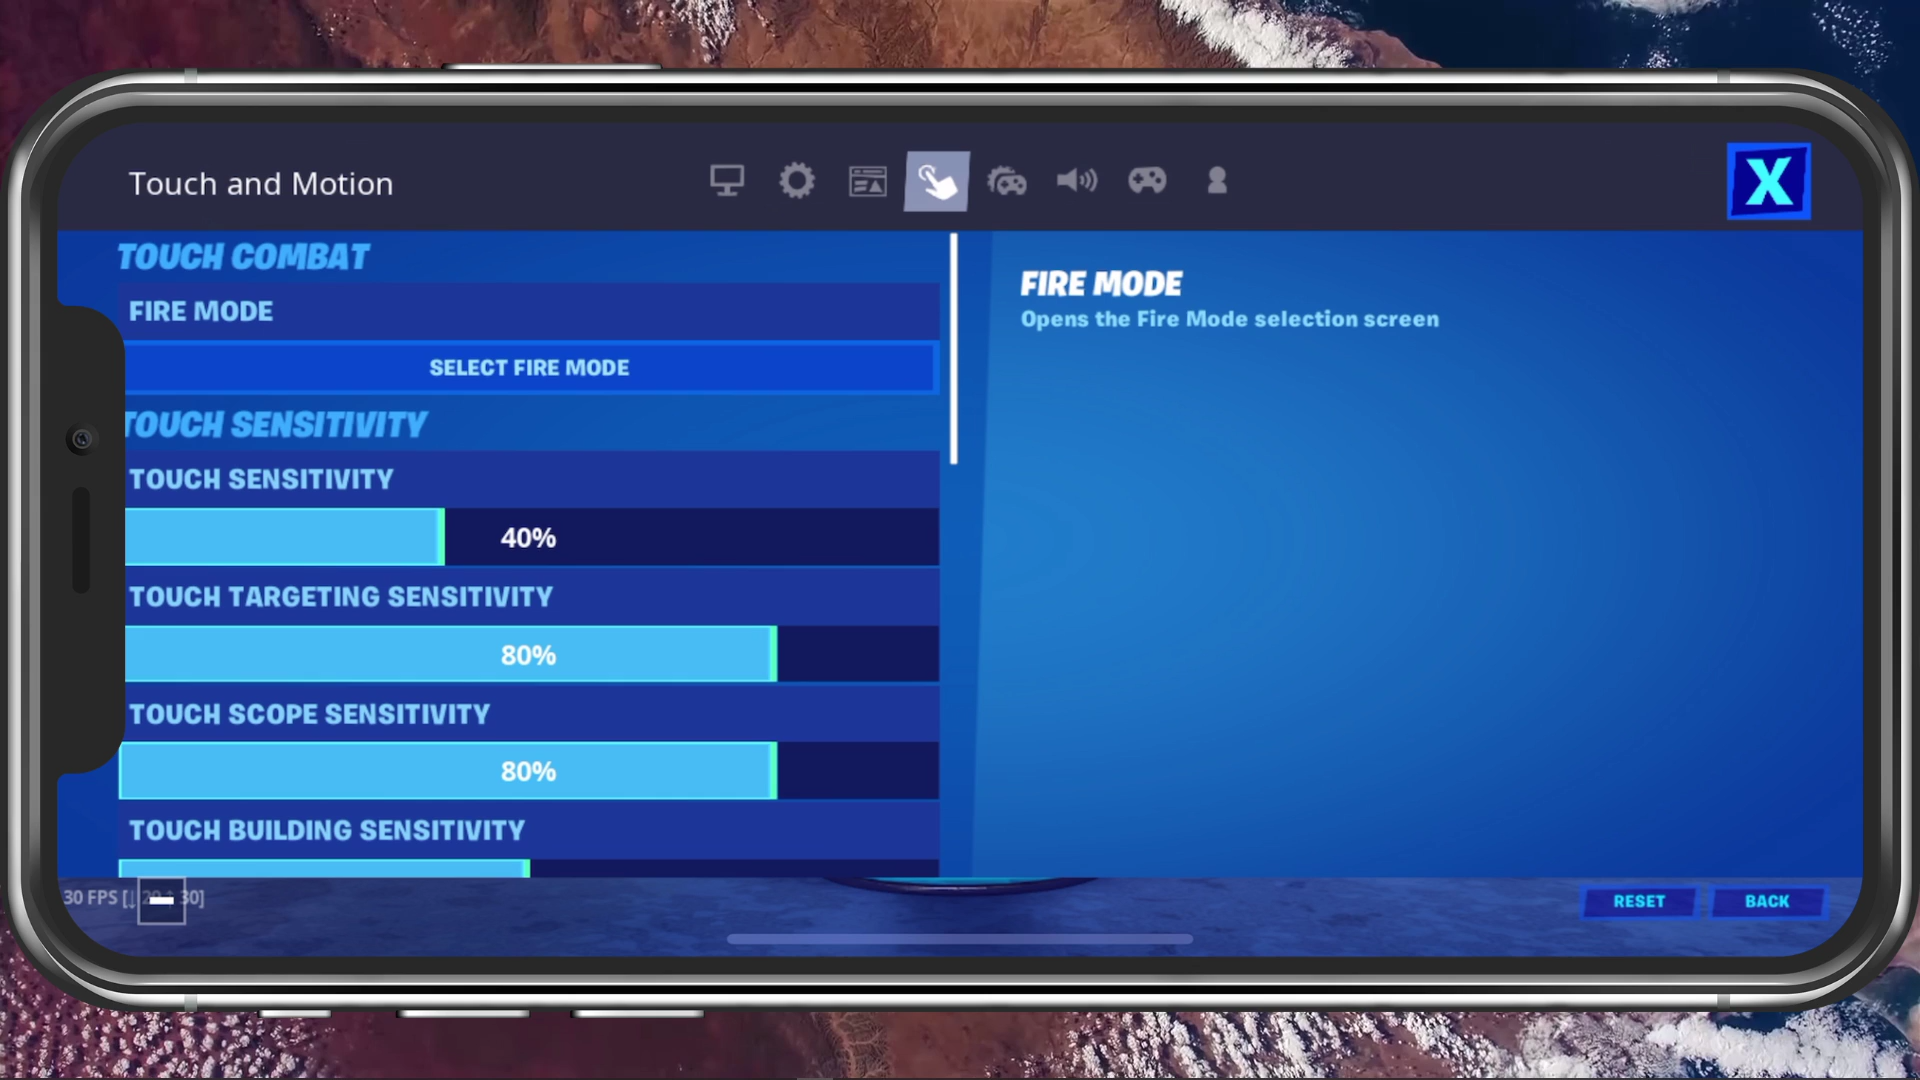 Touch and Motion
X
TOUCH COMBAT
FIRE MODE
SELECT FIRE MODE
TOUCH SENSITIVITY
TOUCH SENSITIVITY
40%
TOUCH TARGETING SENSITIVITY
80%
TOUCH SCOPE SENSITIVITY
80%
TOUCH BUILDING SENSITIVITY
FIRE MODE
Opens the Fire Mode selection screen
30 FPS [ 30]
RESET
BACK